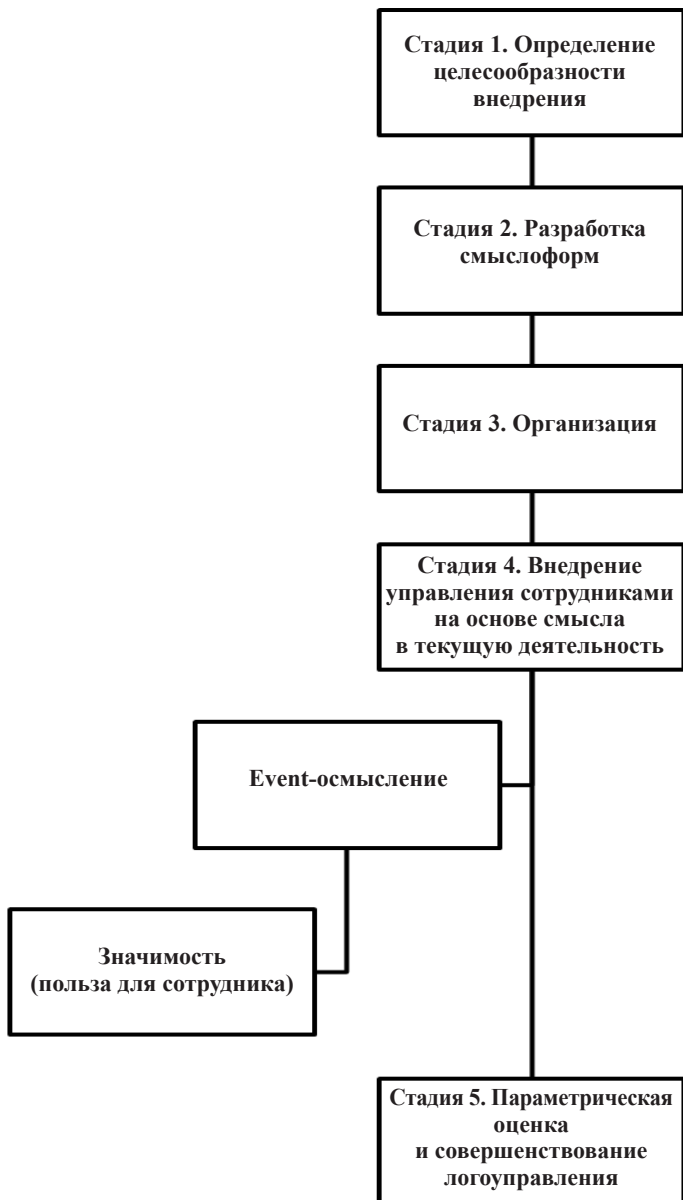 Стадия 1. Определение
целесообразности
внедрения
Стадия 2. Разработка
смыслоформ
Стадия 3. Организация
Стадия 4. Внедрение
управления сотрудниками
на основе смысла
в текущую деятельность
Event-осмысление
Значимость
(польза для сотрудника)
Стадия 5. Параметрическая
оценка
и совершенствование
логоуправления